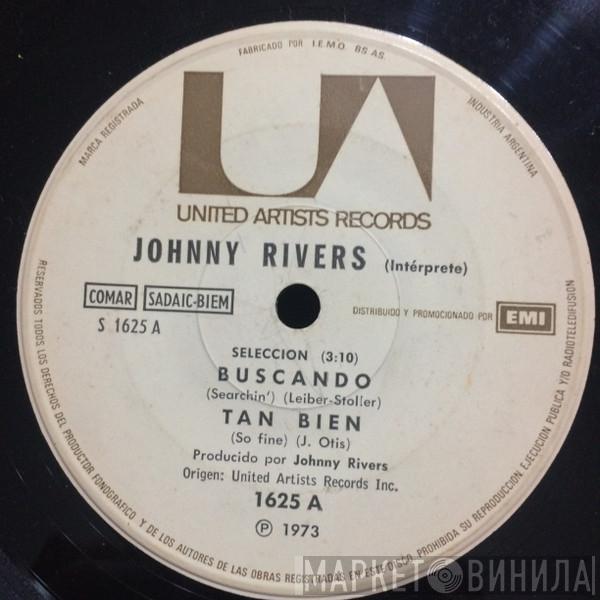 FABRICADO POR I.E.M.O. BS AS.
MARCA REGISTRADA
INDUSTRIA ARGENTINA
UA
UNITED ARTISTS RECORDS
JOHNNY RIVERS (Intérprete)
COMAR SADAIC-BIEM
S 1625 A
DISTRIBUIDO Y PROMOCIONADO POR EMI
SELECCION (3:10)
BUSCANDO
(Searchin') (Leiber-Stoller)
TAN BIEN
(So fine) (J. Otis)
Producido por Johnny Rivers
Origen: United Artists Records Inc.
1625 A
Ⓟ 1973
RESERVADOS TODOS LOS DERECHOS DEL PRODUCTOR FONOGRAFICO Y DE LOS AUTORES DE LAS OBRAS REGISTRADAS EN ESTE DISCO PROHIBIDA SU REPRODUCCION EJECUCION PUBLICA Y/O RADIOTELEDIFUSION
МАРКЕТ ВИНИЛА